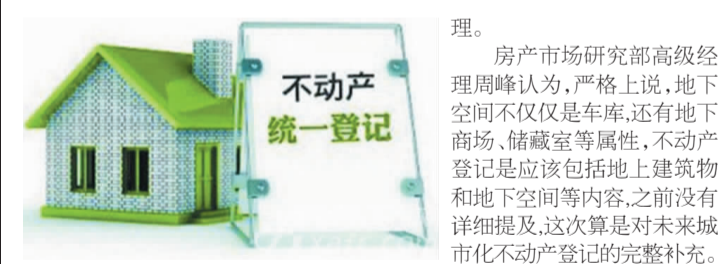 不动产
统一登记
理。
房产市场研究部高级经
理周峰认为,严格上说,地下
空间不仅仅是车库,还有地下
商场、储藏室等属性,不动产
登记是应该包括地上建筑物
和地下空间等内容,之前没有
详细提及,这次算是对未来城
市化不动产登记的完整补充。